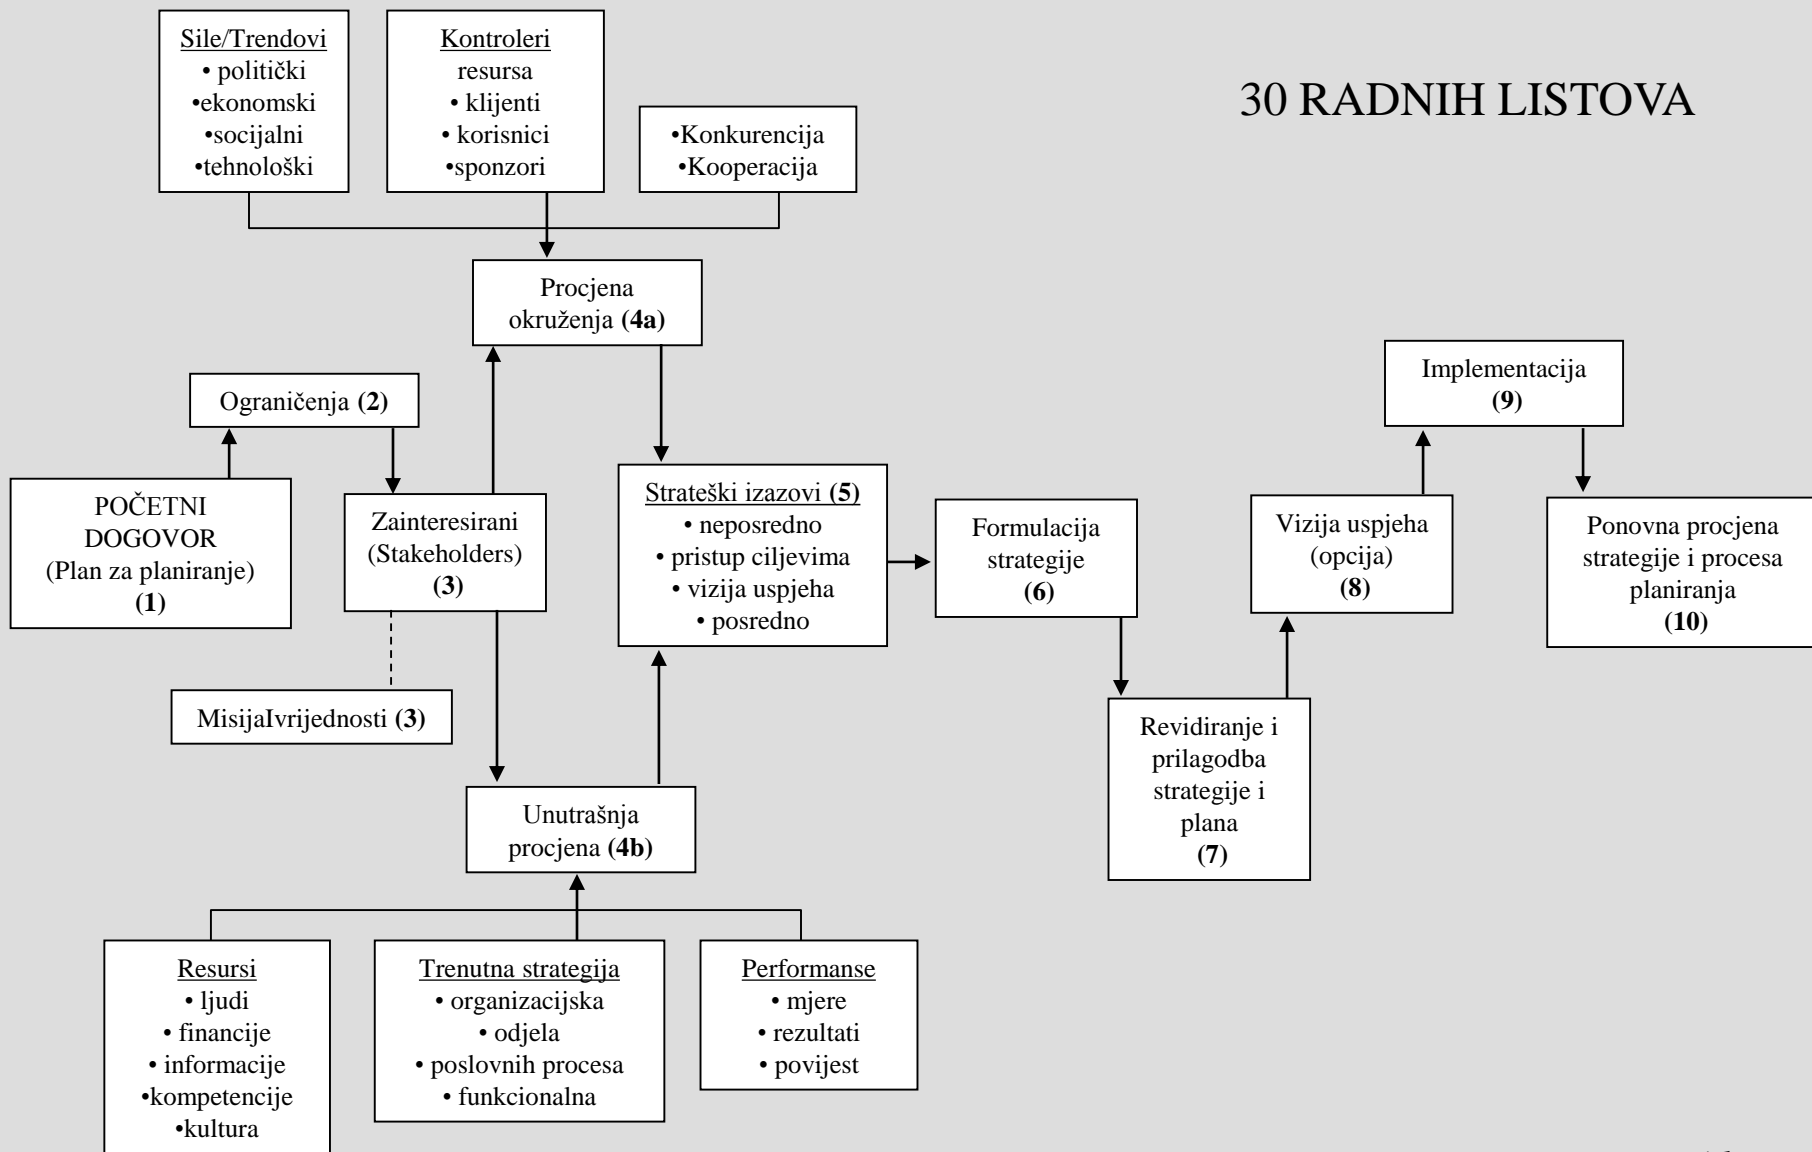 Sile/Trendovi
• politički
•ekonomski
•socijalni
•tehnološki
Kontroleri
resursa
• klijenti
• korisnici
•sponzori
•Konkurencija
•Kooperacija
30 RADNIH LISTOVA
Procjena
okruženja (4a)
Ograničenja (2)
POČETNI
DOGOVOR
(Plan za planiranje)
(1)
Zainteresirani
(Stakeholders)
(3)
MisijaIvrijednosti (3)
Strateški izazovi (5)
• neposredno
• pristup ciljevima
• vizija uspjeha
• posredno
Formulacija
strategije
(6)
Revidiranje i
prilagodba
strategije i
plana
(7)
Vizija uspjeha
(opcija)
(8)
Implementacija
(9)
Ponovna procjena
strategije i procesa
planiranja
(10)
Unutrašnja
procjena (4b)
Resursi
• ljudi
• financije
• informacije
•kompetencije
•kultura
Trenutna strategija
• organizacijska
• odjela
• poslovnih procesa
• funkcionalna
Performanse
• mjere
• rezultati
• povijest